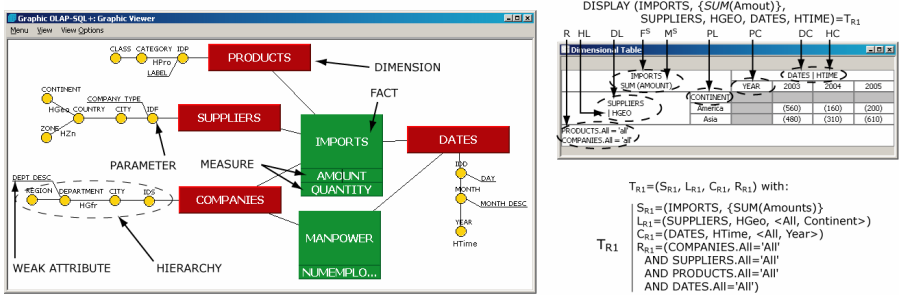 Graphic OLAP-SQL+: Graphic Viewer
Menu View View Options
CLASS CATEGORY IDP
HPro
LABEL
PRODUCTS
DIMENSION
FACT
CONTINENT
COMPANY TYPE
HGeo COUNTRY CITY IDF
ZONE
HZn
SUPPLIERS
IMPORTS
DATES
PARAMETER
MEASURE
AMOUNT
QUANTITY
IDD
DAY
MONTH
MONTH DESC
YEAR
HTime
DEPT DESC
REGION DEPARTMENT CITY IDS
HGfr
COMPANIES
MANPOWER
NUMEMPLO...
WEAK ATTRIBUTE
HIERARCHY
DISPLAY (IMPORTS, {SUM(Amout)},
SUPPLIERS, HGEO, DATES, HTIME)=TR1
R HL DL FS MS PL PC DC HC
Dimensional Table
IMPORTS
SUM (AMOUNT)
DATES | HTIME
YEAR 2003 2004 2005
SUPPLIERS
| HGEO
CONTINENT
America (560) (160) (200)
Asia (480) (310) (610)
PRODUCTS.All = 'all'
COMPANIES.All = 'all'
TR1=(SR1, LR1, CR1, RR1) with:
TR1
SR1=(IMPORTS, {SUM(Amounts)}
LR1=(SUPPLIERS, HGeo, <All, Continent>)
CR1=(DATES, HTime, <All, Year>)
RR1=(COMPANIES.All='All'
AND SUPPLIERS.All='All'
AND PRODUCTS.All='All'
AND DATES.All='All')